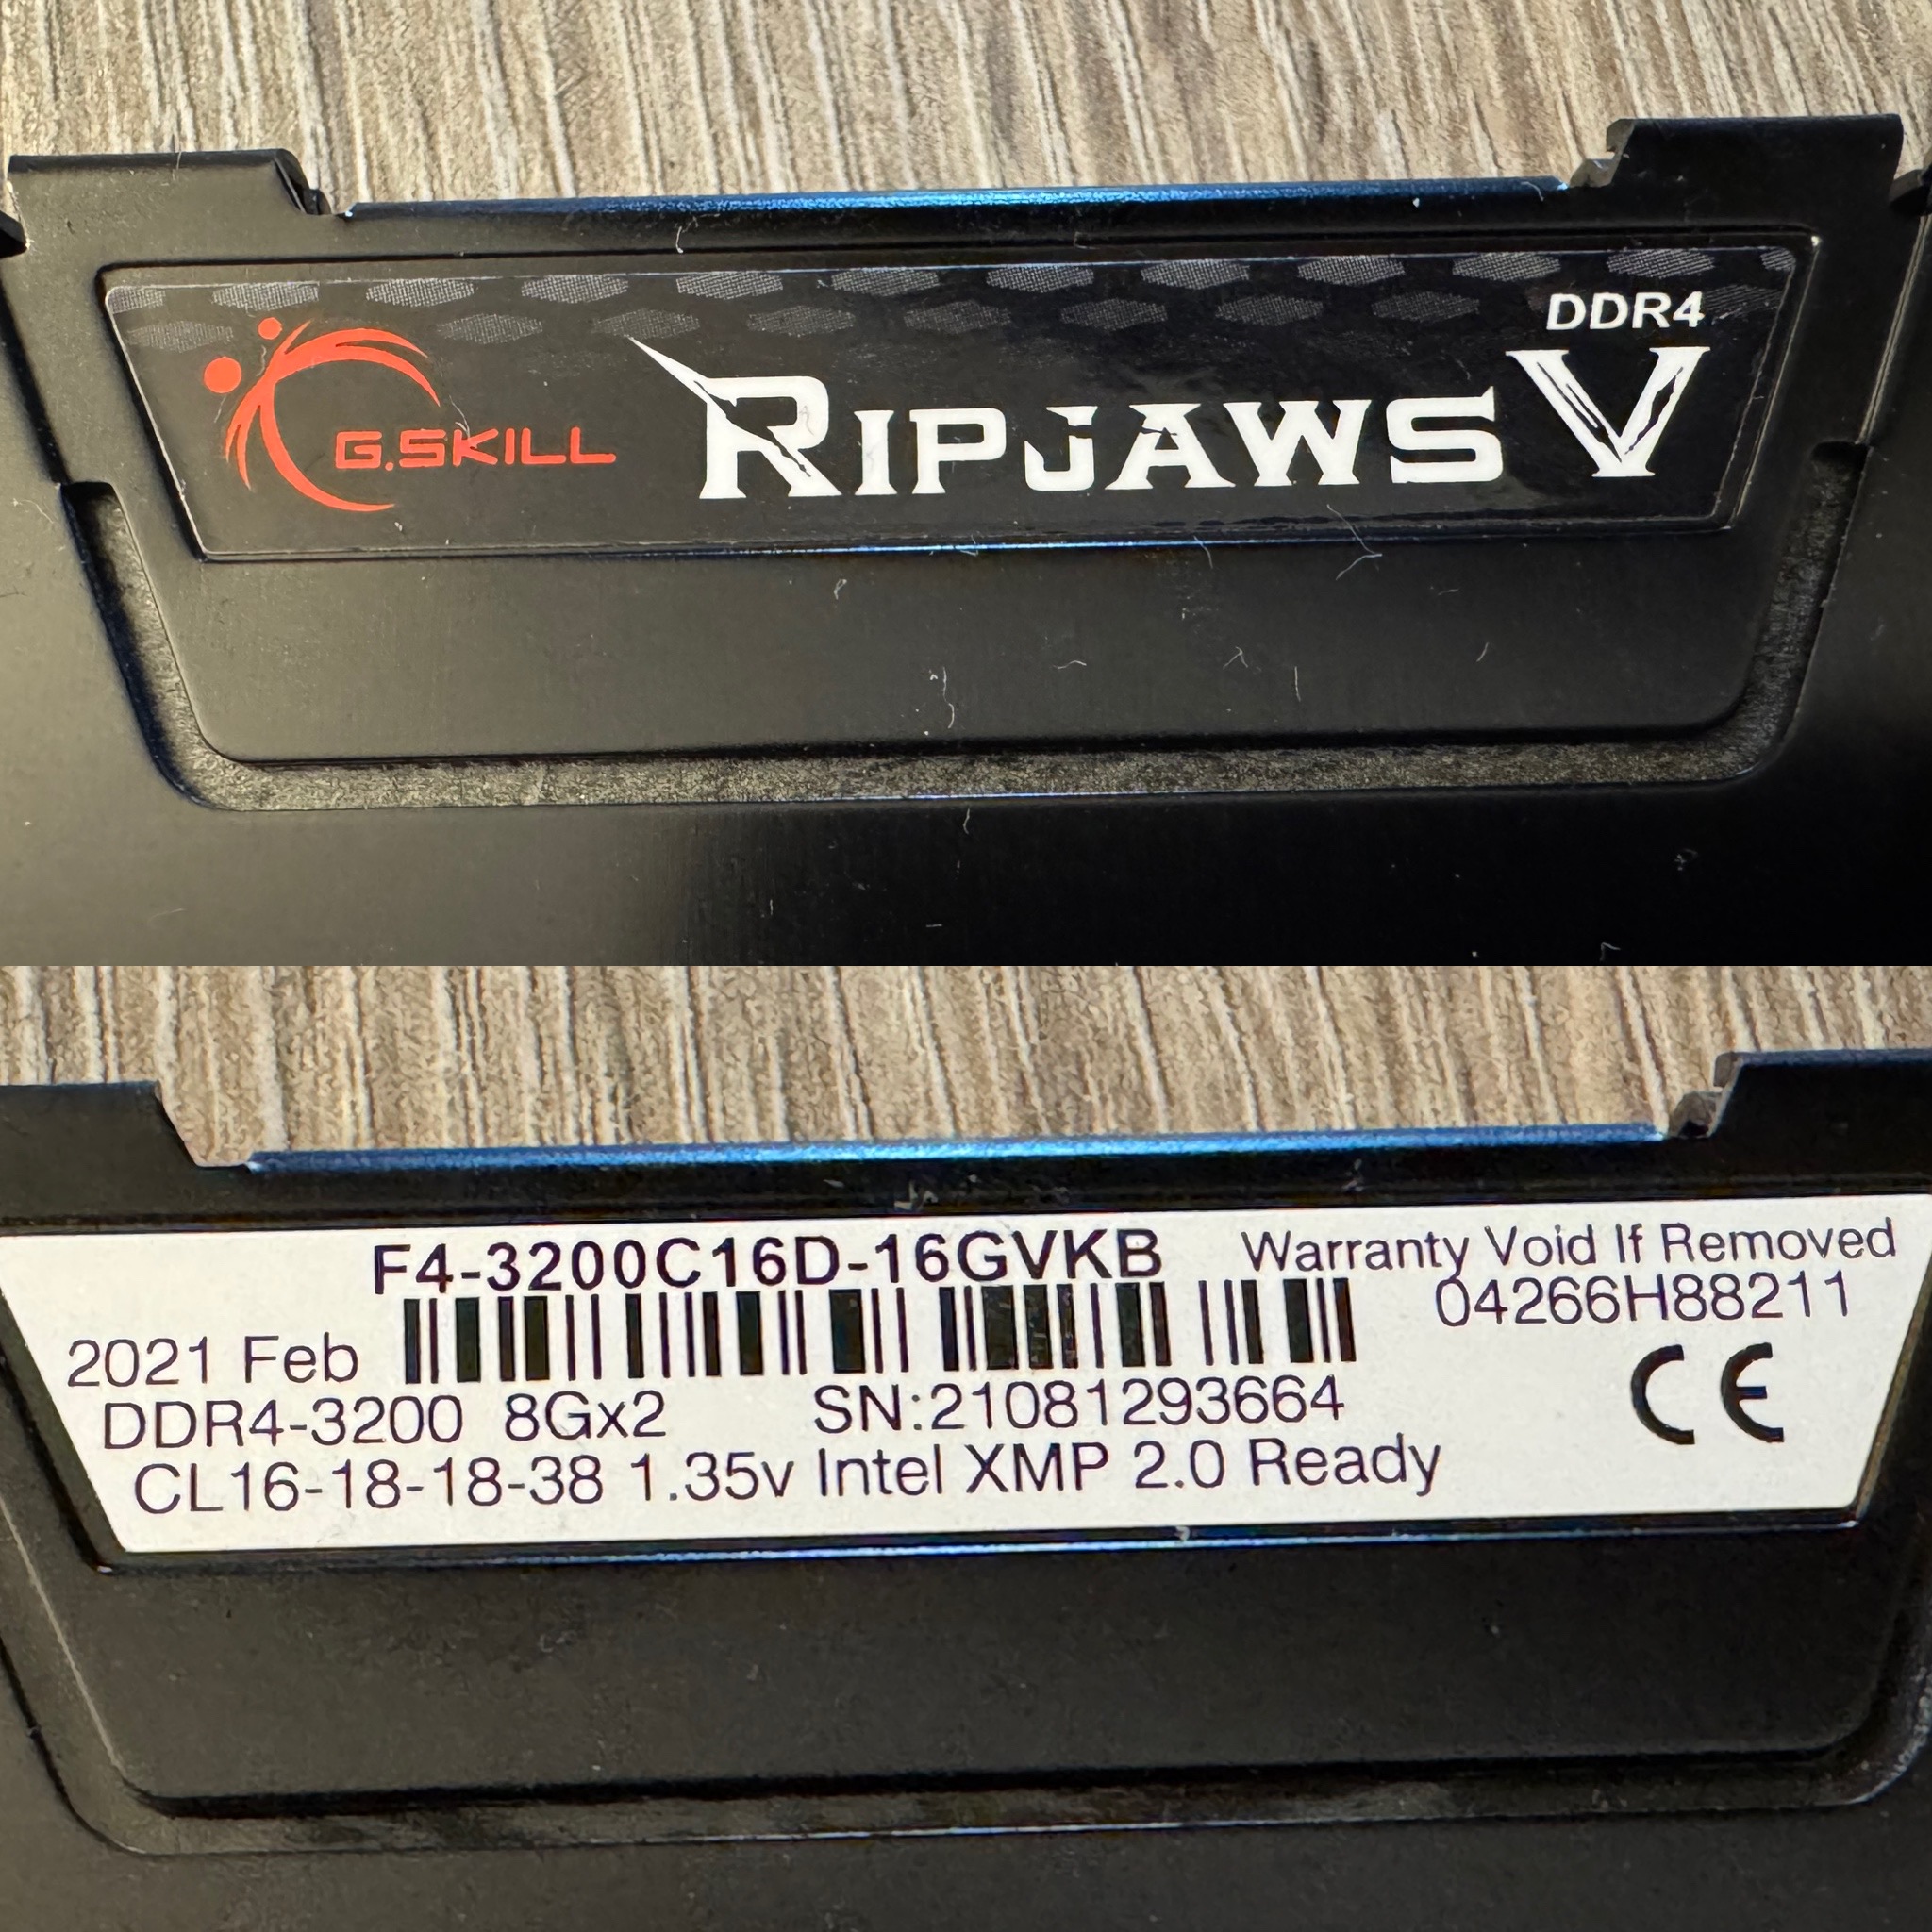 DDR4
G.SKILL RIPJAWS V
F4-3200C16D-16GVKB Warranty Void If Removed
04266H88211
2021 Feb
DDR4-3200 8Gx2 SN:21081293664
CL16-18-18-38 1.35v Intel XMP 2.0 Ready
CE